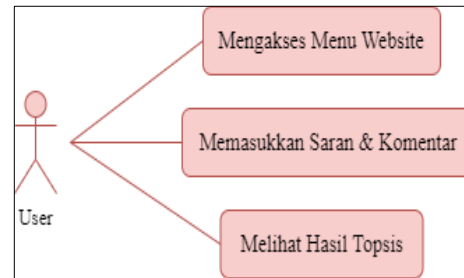 Mengakses Menu Website
Memasukkan Saran & Komentar
User
Melihat Hasil Topsis